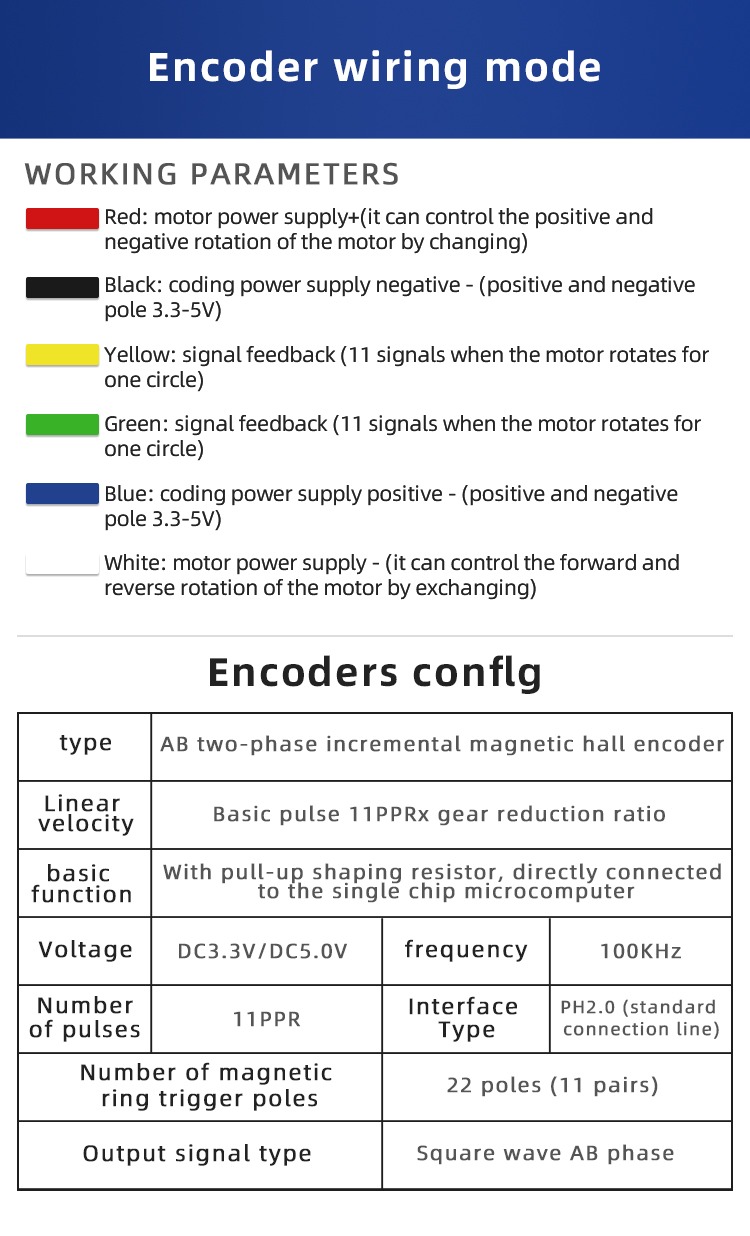 Encoder wiring mode
WORKING PARAMETERS
Red: motor power supply+(it can control the positive and
negative rotation of the motor by changing)
Black: coding power supply negative - (positive and negative
pole 3.3-5V)
Yellow: signal feedback (11 signals when the motor rotates for
one circle)
Green: signal feedback (11 signals when the motor rotates for
one circle)
Blue: coding power supply positive - (positive and negative
pole 3.3-5V)
White: motor power supply - (it can control the forward and
reverse rotation of the motor by exchanging)
Encoders conflg
type
AB two-phase incremental magnetic hall encoder
Linear
velocity
Basic pulse 11PPRx gear reduction ratio
basic
function
With pull-up shaping resistor, directly connected
to the single chip microcomputer
Voltage
DC3.3V/DC5.0V
frequency
100KHz
Number
of pulses
11PPR
Interface
Type
PH2.0 (standard
connection line)
Number of magnetic
ring trigger poles
22 poles (11 pairs)
Output signal type
Square wave AB phase